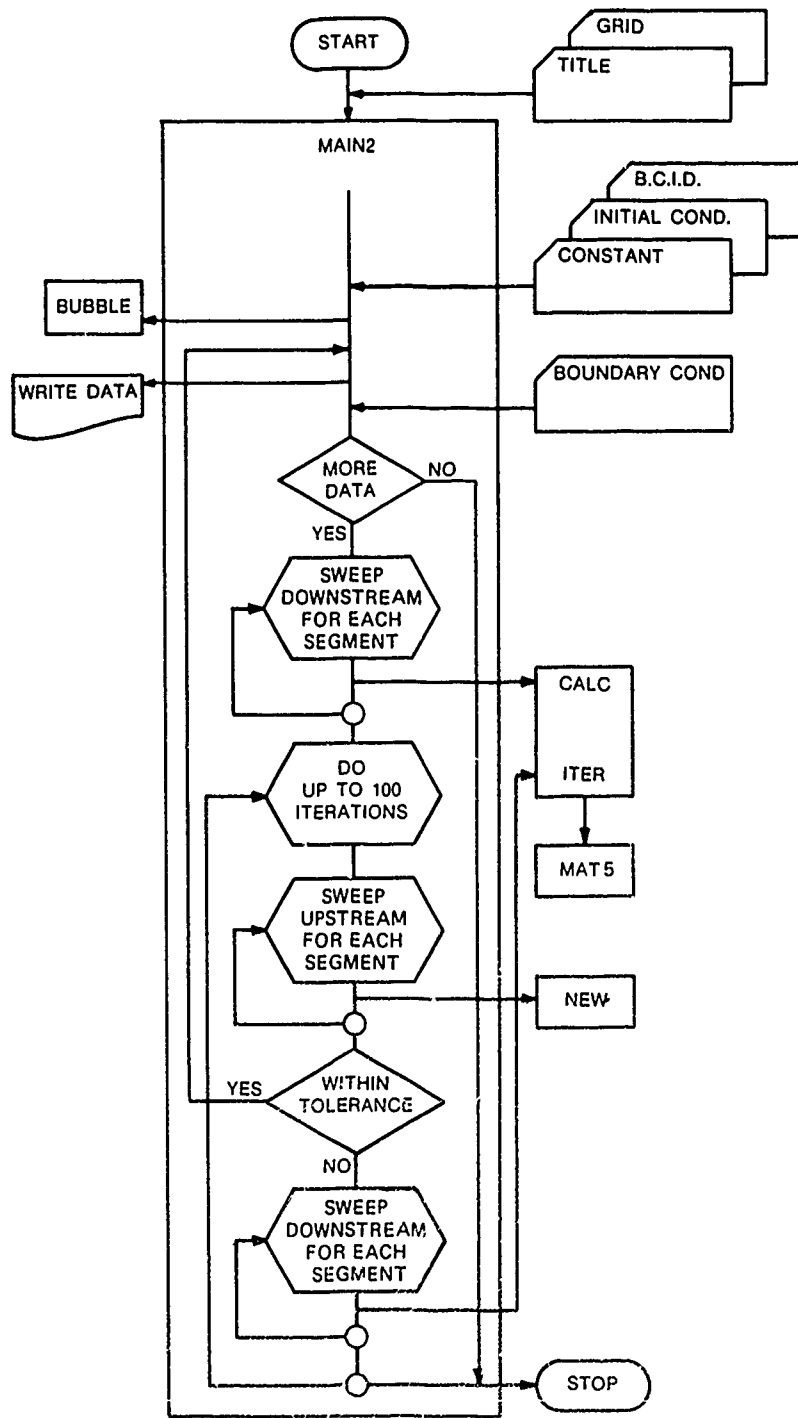 START
GRID
TITLE
MAIN2
B.C.I.D.
INITIAL COND.
CONSTANT
BUBBLE
WRITE DATA
BOUNDARY COND
MORE
DATA
NO
YES
SWEEP
DOWNSTREAM
FOR EACH
SEGMENT
CALC
ITER
DO
UP TO 100
ITERATIONS
MAT 5
SWEEP
UPSTREAM
FOR EACH
SEGMENT
NEW
YES
WITHIN
TOLERANCE
NO
SWEEP
DOWNSTREAM
FOR EACH
SEGMENT
STOP